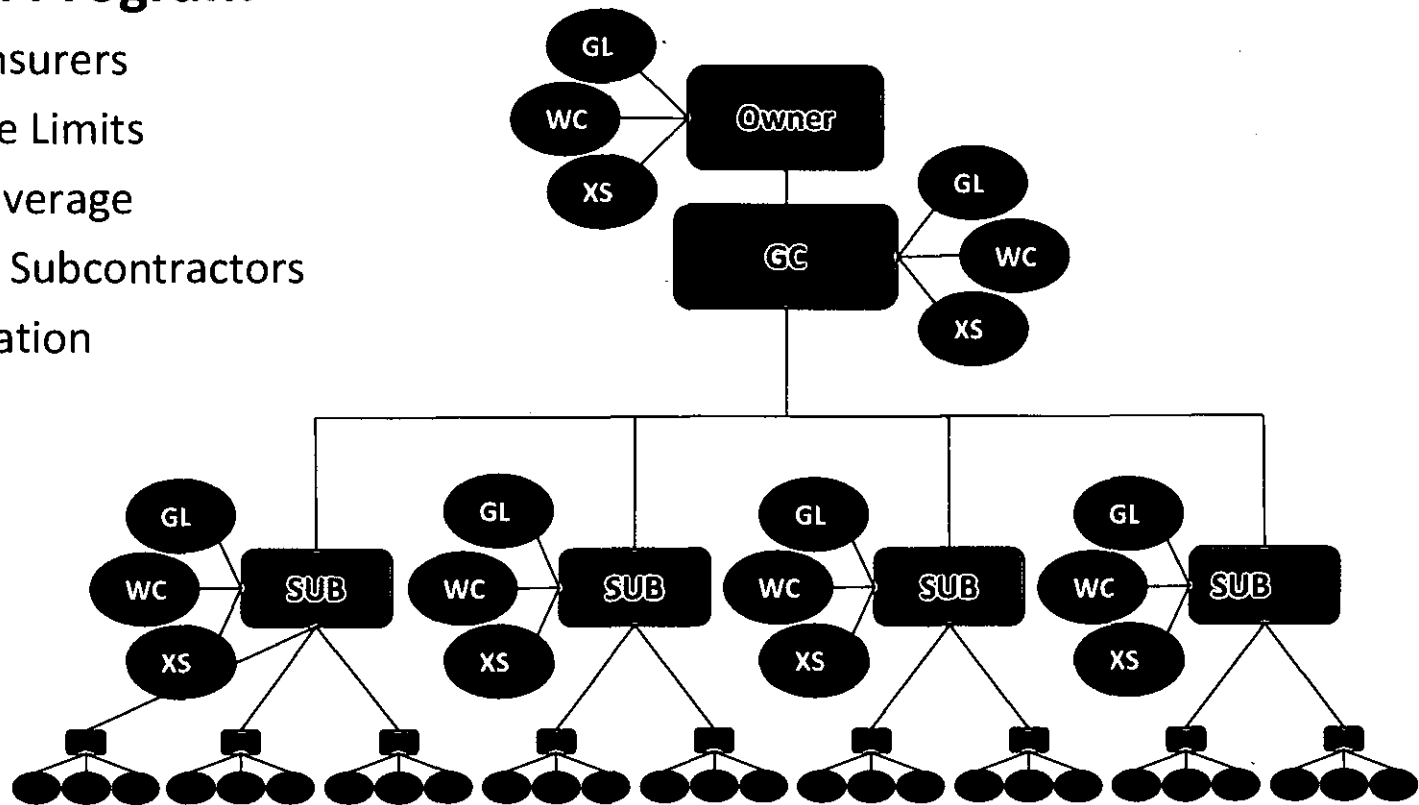 nsurers
e Limits
verage
Subcontractors
ation
GL
WC
XS
Owner
GC
GL
WC
XS
GL
WC
XS
SUB
GL
WC
XS
SUB
GL
WC
XS
SUB
GL
WC
XS
SUB